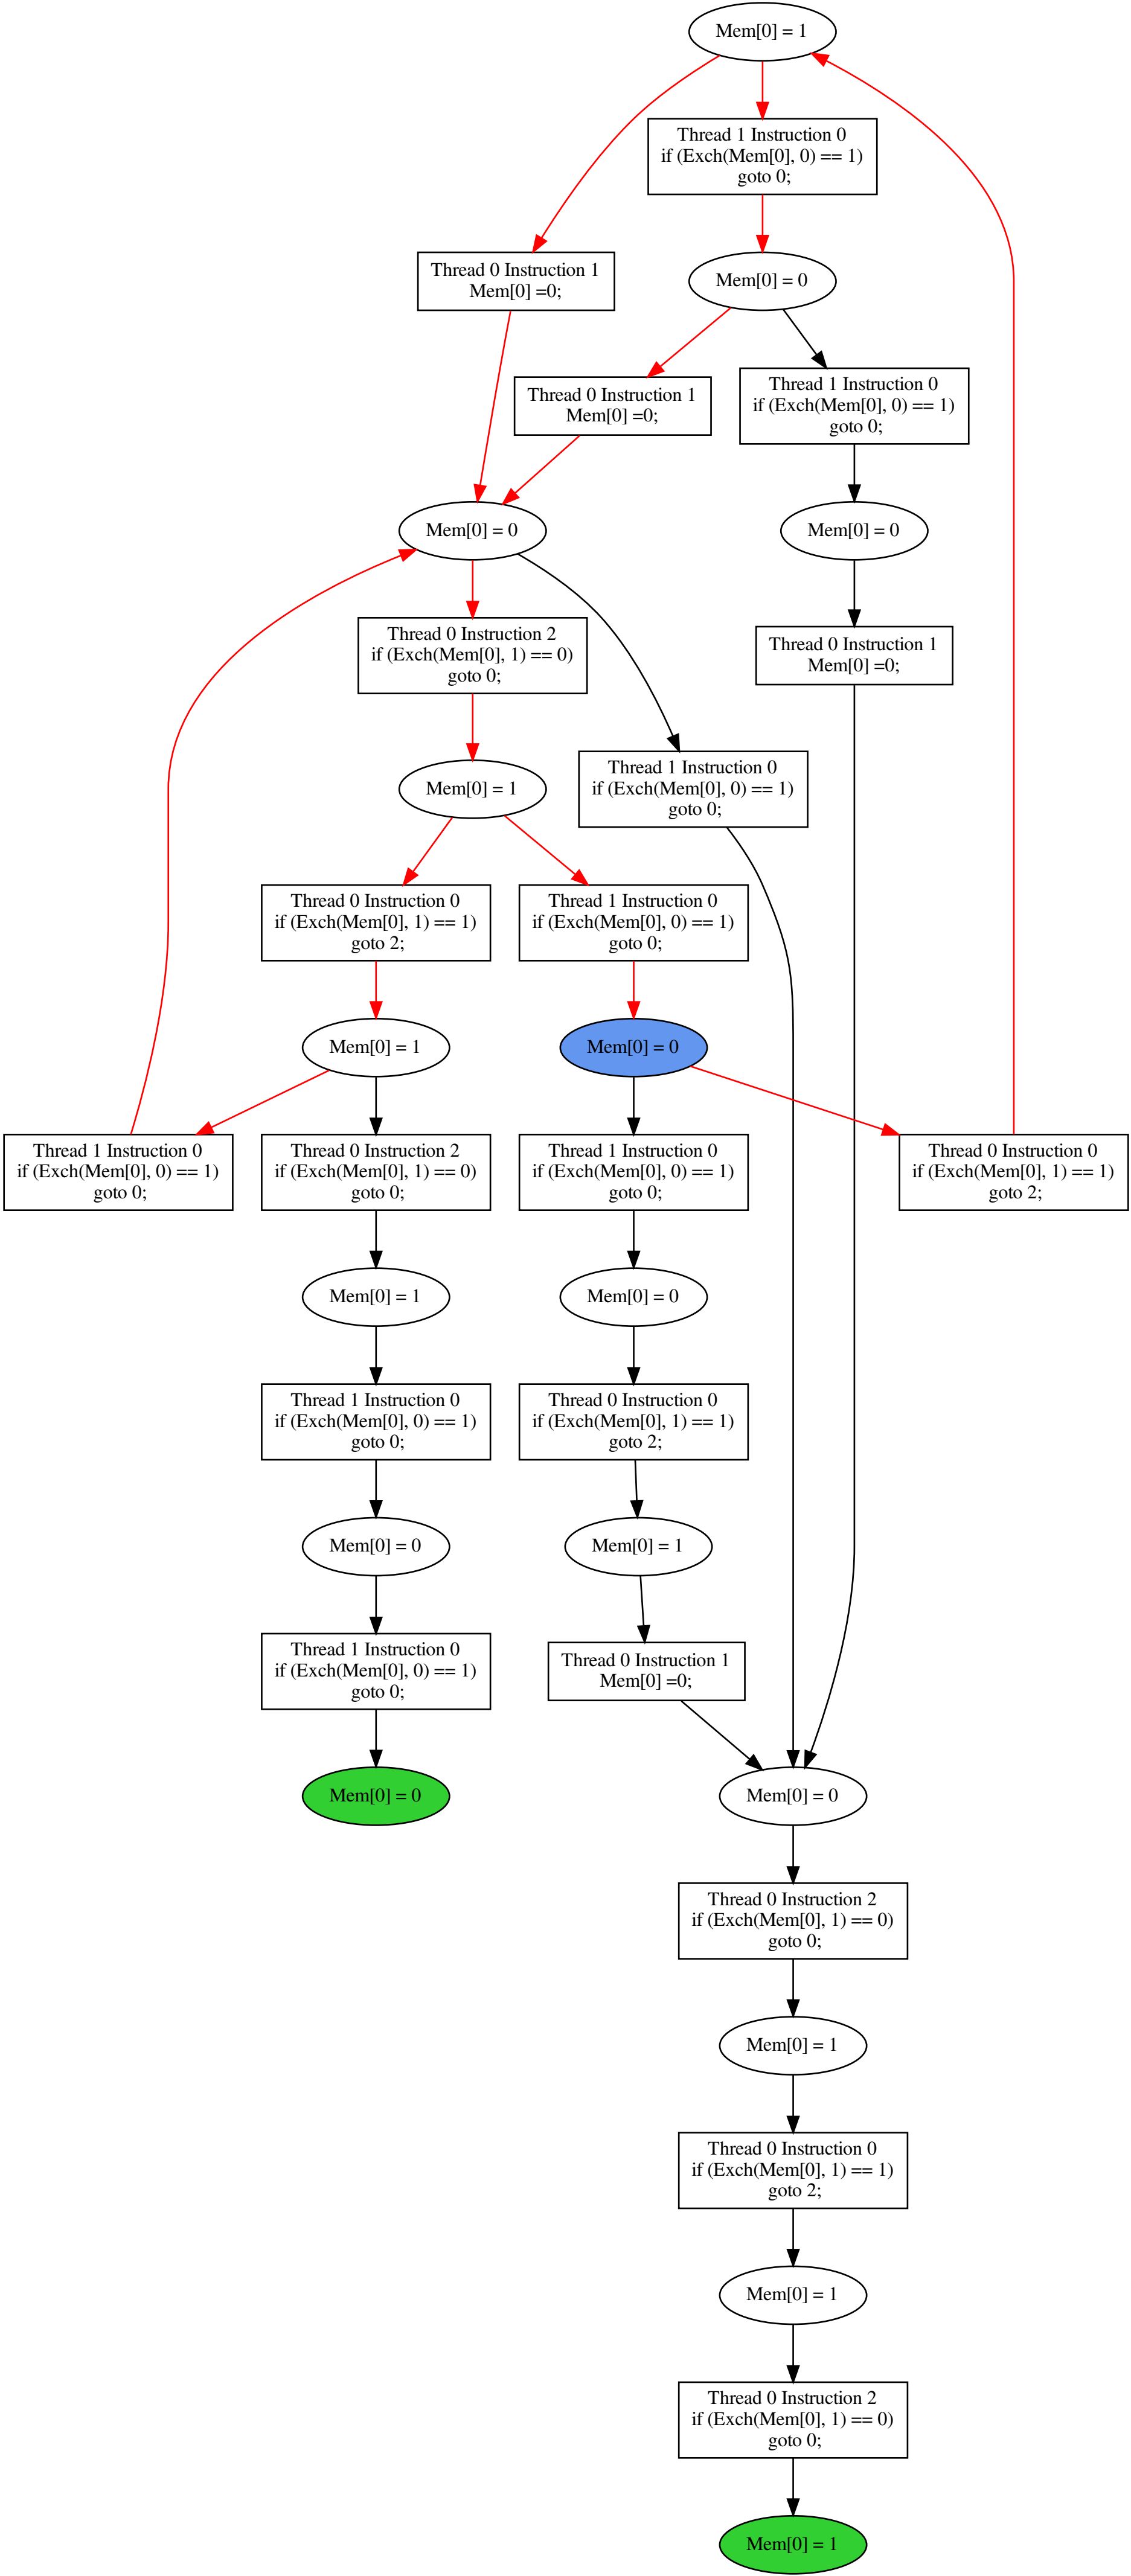 Mem[0] = 1
Thread 1 Instruction 0
if (Exch(Mem[0], 0) == 1)
goto 0;
Thread 0 Instruction 1
Mem[0] =0;
Mem[0] = 0
Thread 0 Instruction 1
Mem[0] =0;
Thread 1 Instruction 0
if (Exch(Mem[0], 0) == 1)
goto 0;
Mem[0] = 0
Mem[0] = 0
Thread 0 Instruction 2
if (Exch(Mem[0], 1) == 0)
goto 0;
Thread 0 Instruction 1
Mem[0] =0;
Mem[0] = 1
Thread 1 Instruction 0
if (Exch(Mem[0], 0) == 1)
goto 0;
Thread 0 Instruction 0
if (Exch(Mem[0], 1) == 1)
goto 2;
Thread 1 Instruction 0
if (Exch(Mem[0], 0) == 1)
goto 0;
Mem[0] = 1
Mem[0] = 0
Thread 1 Instruction 0
if (Exch(Mem[0], 0) == 1)
goto 0;
Thread 0 Instruction 2
if (Exch(Mem[0], 1) == 0)
goto 0;
Thread 1 Instruction 0
if (Exch(Mem[0], 0) == 1)
goto 0;
Thread 0 Instruction 0
if (Exch(Mem[0], 1) == 1)
goto 2;
Mem[0] = 1
Mem[0] = 0
Thread 1 Instruction 0
if (Exch(Mem[0], 0) == 1)
goto 0;
Thread 0 Instruction 0
if (Exch(Mem[0], 1) == 1)
goto 2;
Mem[0] = 0
Mem[0] = 1
Thread 1 Instruction 0
if (Exch(Mem[0], 0) == 1)
goto 0;
Thread 0 Instruction 1
Mem[0] =0;
Mem[0] = 0
Mem[0] = 0
Thread 0 Instruction 2
if (Exch(Mem[0], 1) == 0)
goto 0;
Mem[0] = 1
Thread 0 Instruction 0
if (Exch(Mem[0], 1) == 1)
goto 2;
Mem[0] = 1
Thread 0 Instruction 2
if (Exch(Mem[0], 1) == 0)
goto 0;
Mem[0] = 1